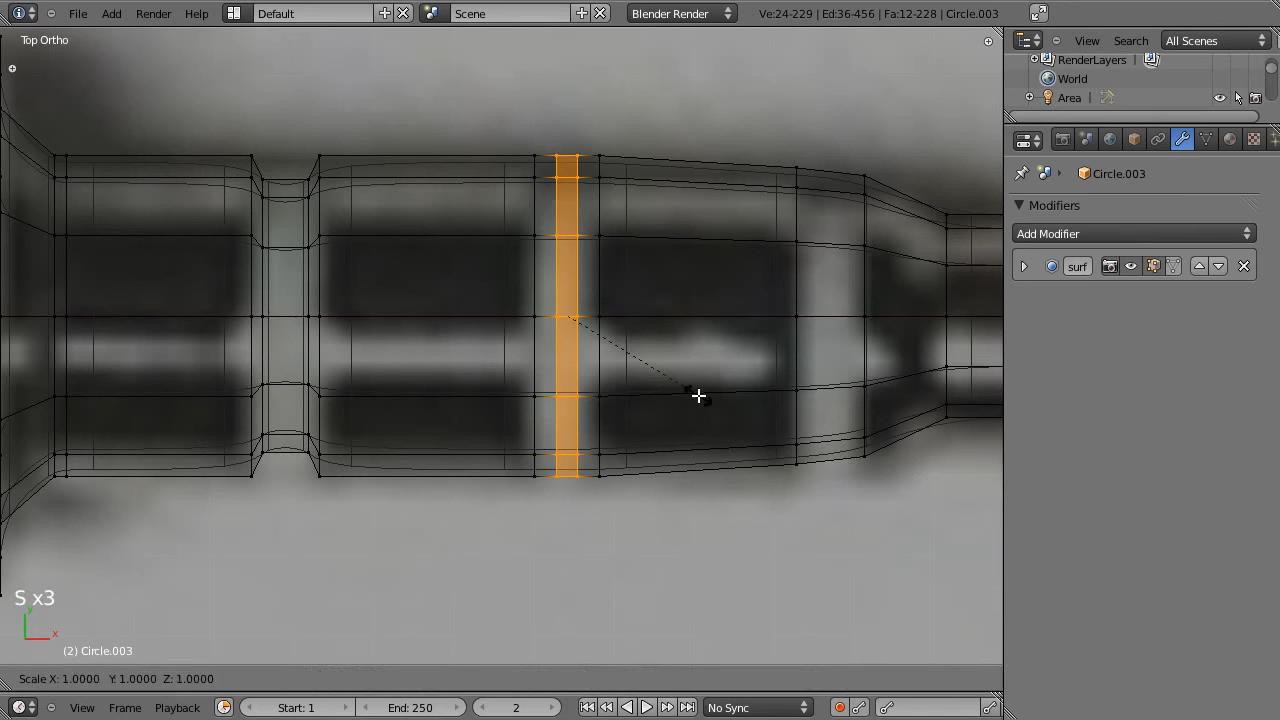 File Add Render Help Default Scene Blender Render Ve:24-229 | Ed:36-456 | Fa:12-228 | Circle.003
Top Ortho
View Search All Scenes
RenderLayers |
World
Area |
Circle.003
Modifiers
Add Modifier
surf
S x3
y
x
(2) Circle.003
Scale X: 1.0000 Y: 1.0000 Z: 1.0000
View Frame Playback Start: 1 End: 250 2 No Sync